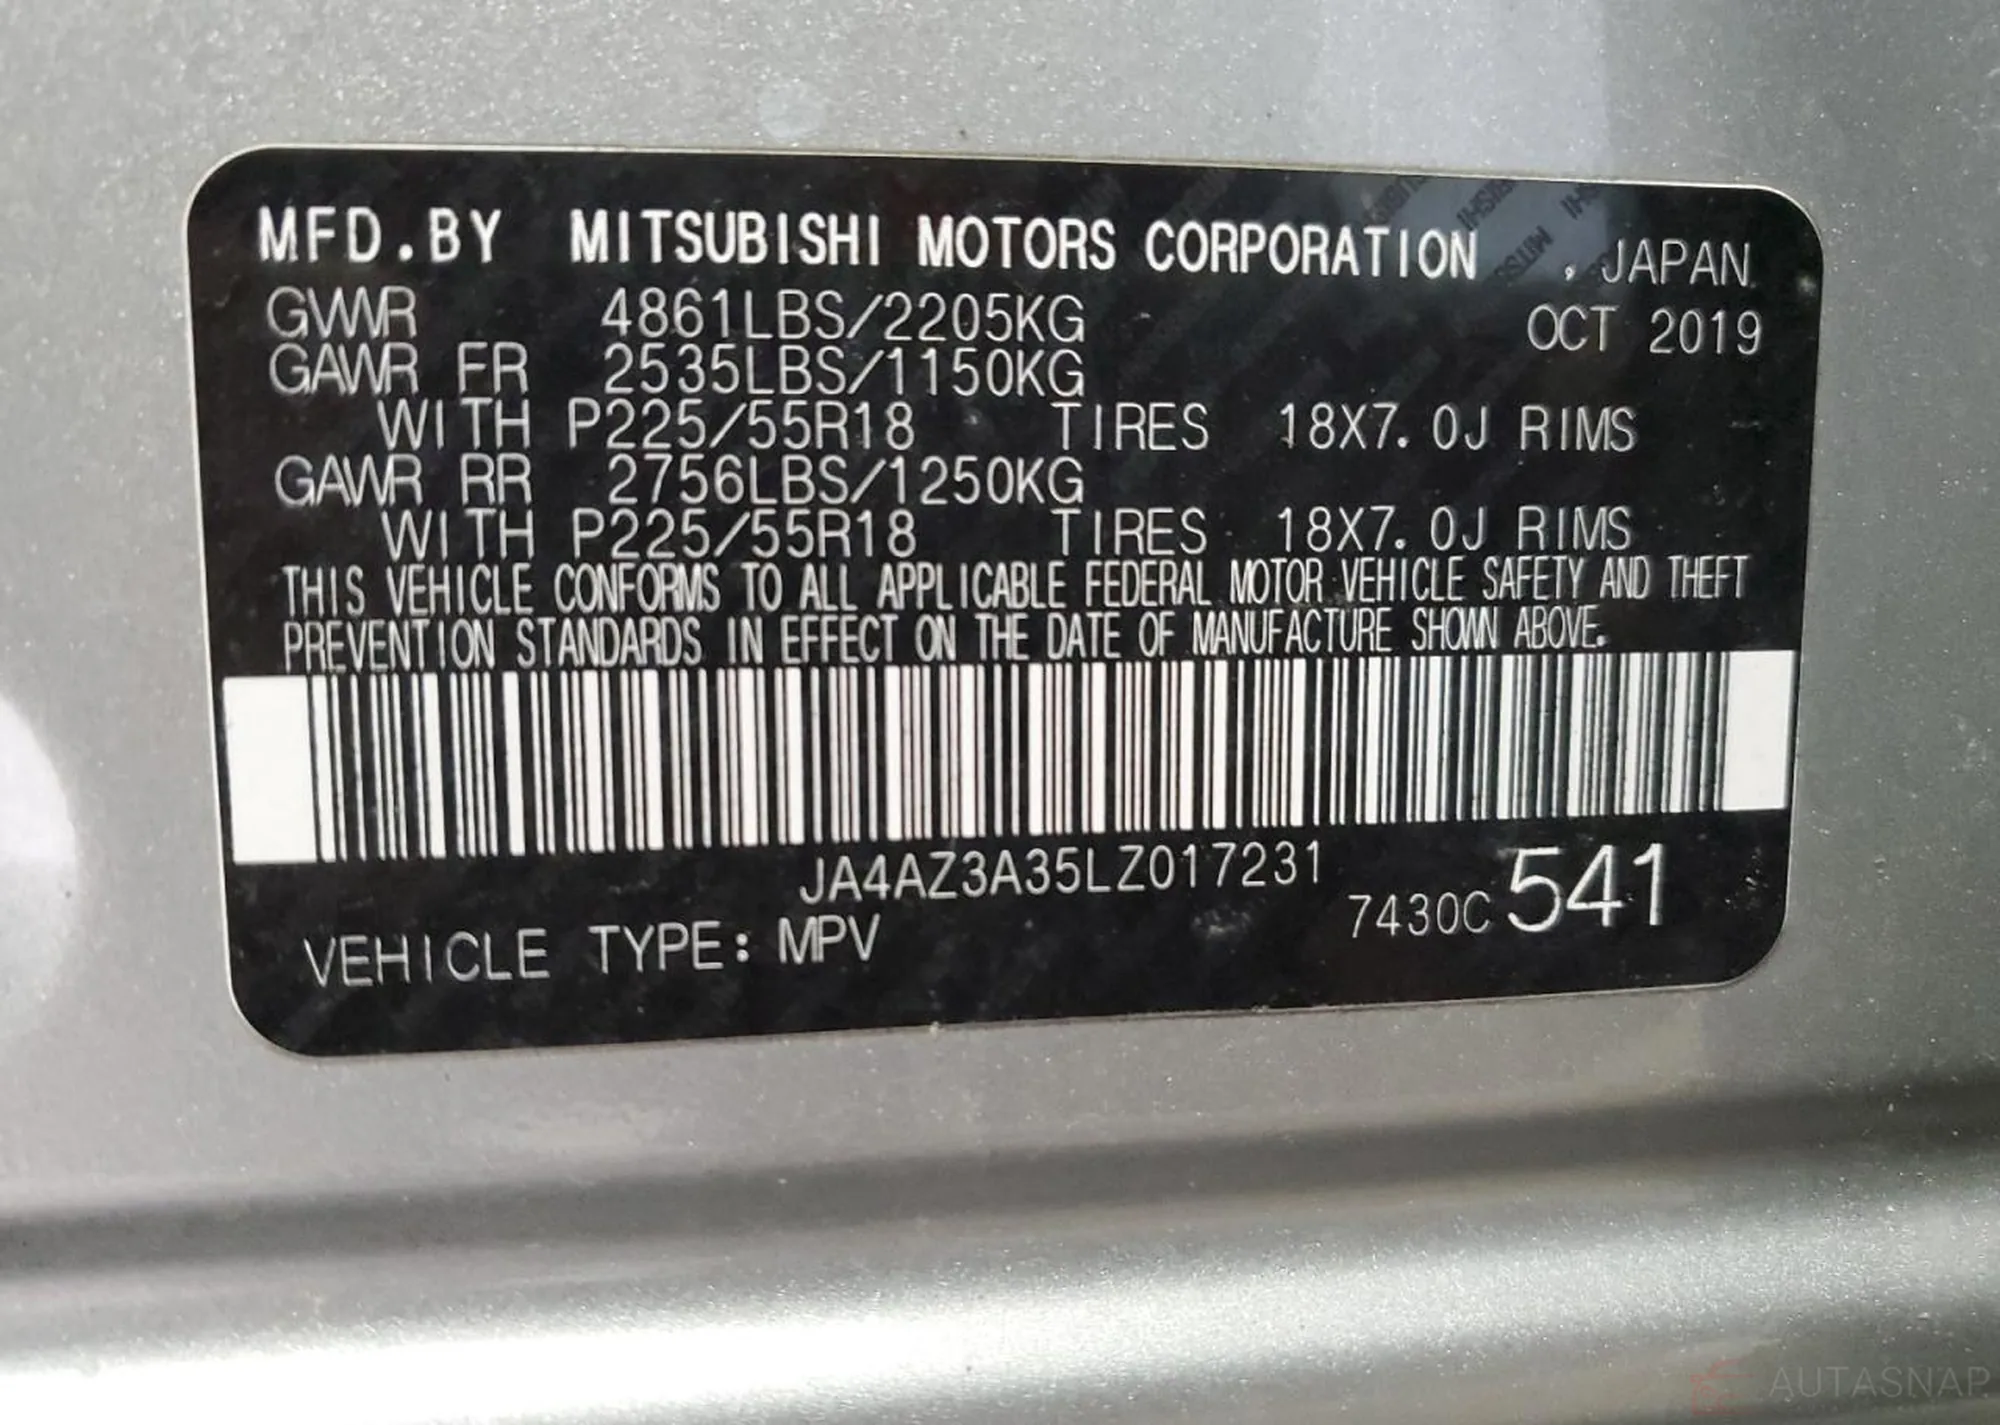 MFD.BY MITSUBISHI MOTORS CORPORATION , JAPAN
GVWR 4861LBS/2205KG OCT 2019
GAWR FR 2535LBS/1150KG
WITH P225/55R18 TIRES 18X7.0J RIMS
GAWR RR 2756LBS/1250KG
WITH P225/55R18 TIRES 18X7.0J RIMS
THIS VEHICLE CONFORMS TO ALL APPLICABLE FEDERAL MOTOR VEHICLE SAFETY AND THEFT
PREVENTION STANDARDS IN EFFECT ON THE DATE OF MANUFACTURE SHOWN ABOVE.
JA4AZ3A35LZ017231
7430C 541
VEHICLE TYPE: MPV
AUTASNAP